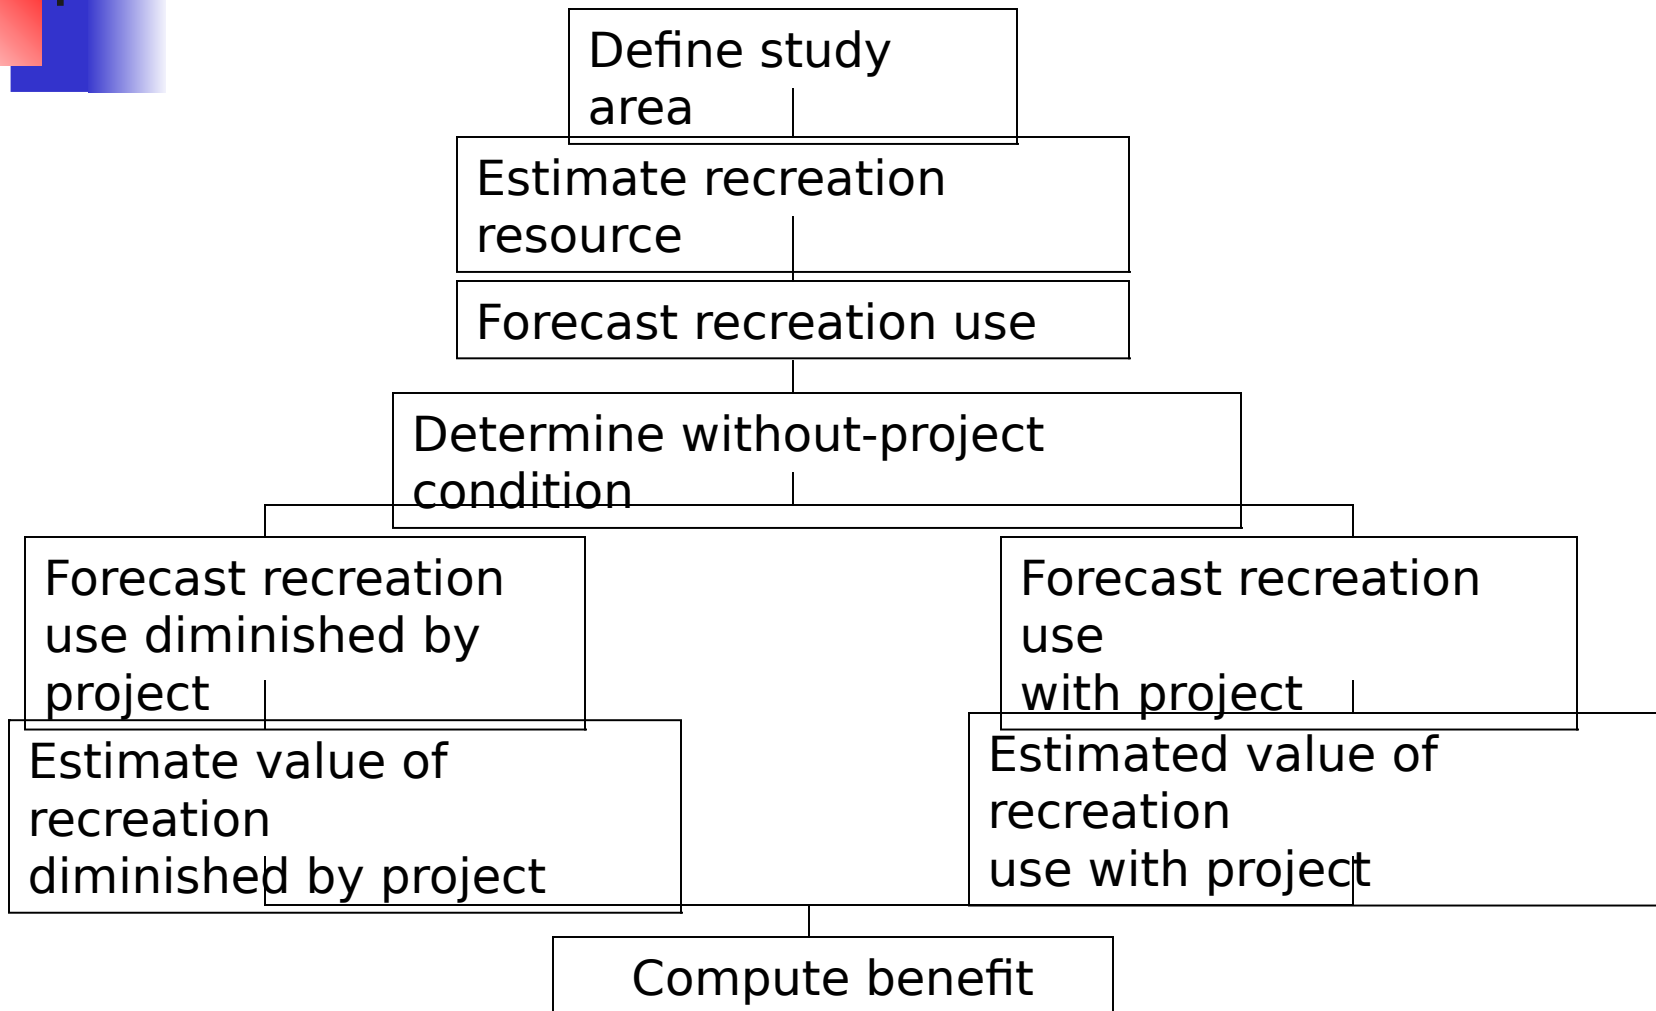 Define study
area
Estimate recreation
resource
Forecast recreation use
Determine without-project
condition
Forecast recreation
use diminished by
project
Forecast recreation
use
with project
Estimate value of
recreation
diminished by project
Estimated value of
recreation
use with project
Compute benefit